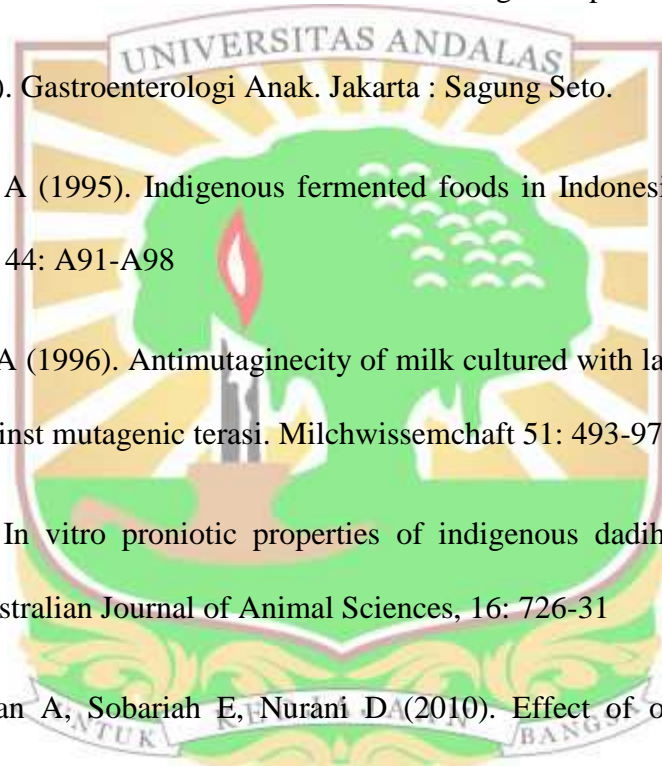 UNIVERSITAS ANDALAS
). Gastroenterologi Anak. Jakarta : Sagung Seto.
A (1995). Indigenous fermented foods in Indonesi
44: A91-A98
A (1996). Antimutaginecity of milk cultured with la
inst mutagenic terasi. Milchwissemchaft 51: 493-97
In vitro proniotic properties of indigenous dadih
stralian Journal of Animal Sciences, 16: 726-31
an A, Sobariah E, Nurani D (2010). Effect of o
UNTUK BANGSA